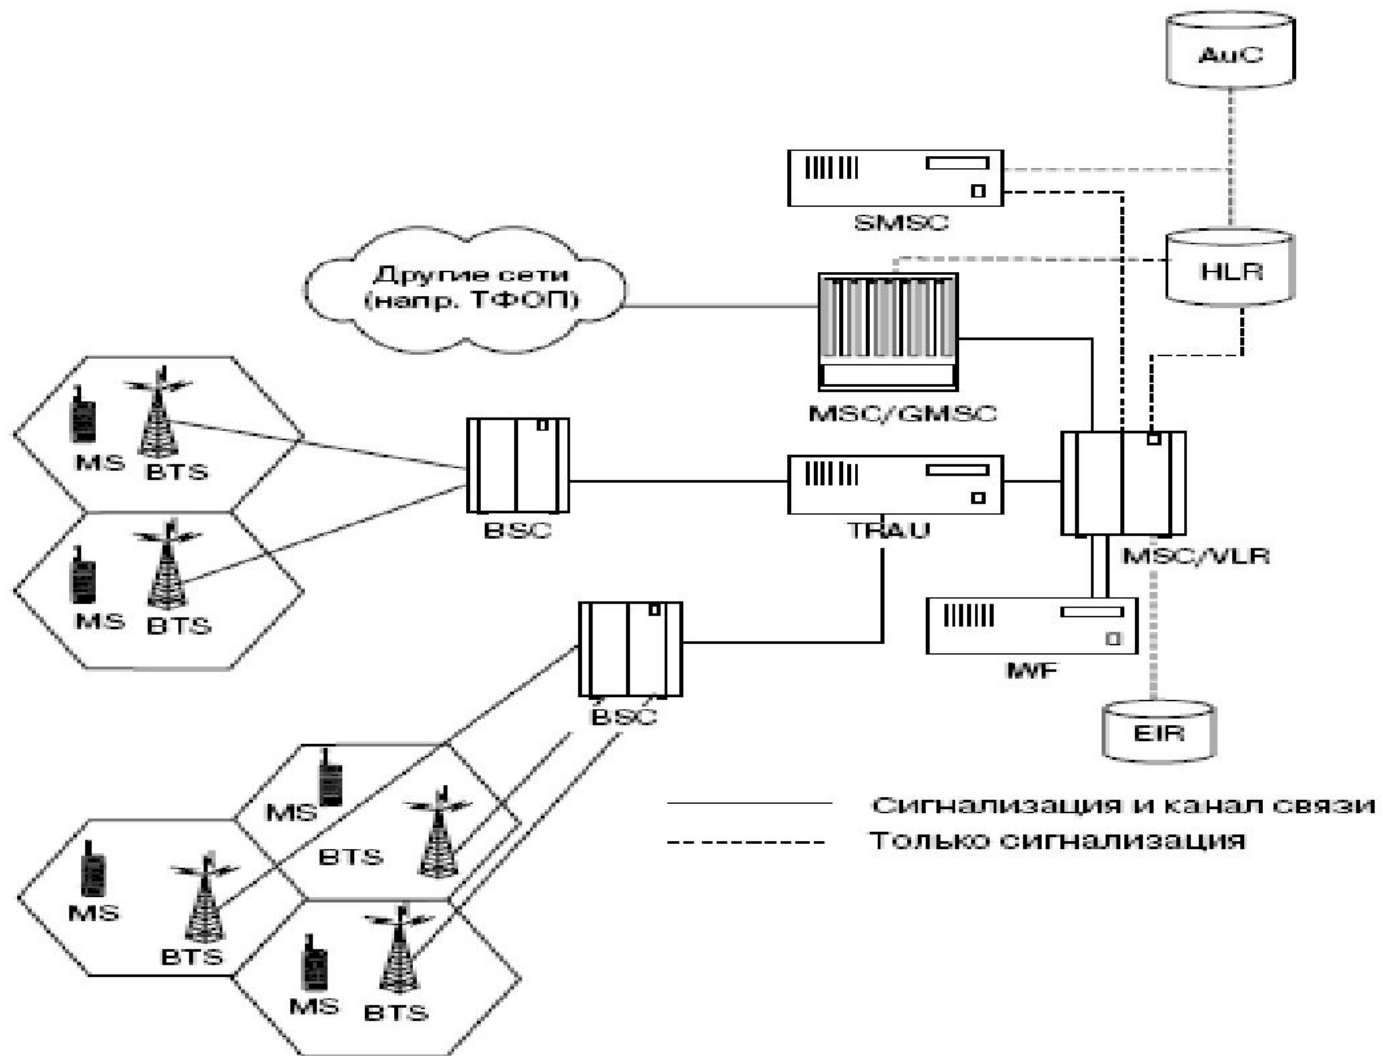 AuC
SMSC
HLR
Другие сети
(напр. ТФОП)
MSC/GMSC
MS
BTS
BSC
TRAU
MSC/VLR
MS
BTS
IWF
BSC
EIR
MS
BTS
MS
BTS
MS
BTS
Сигнализация и канал связи
Только сигнализация